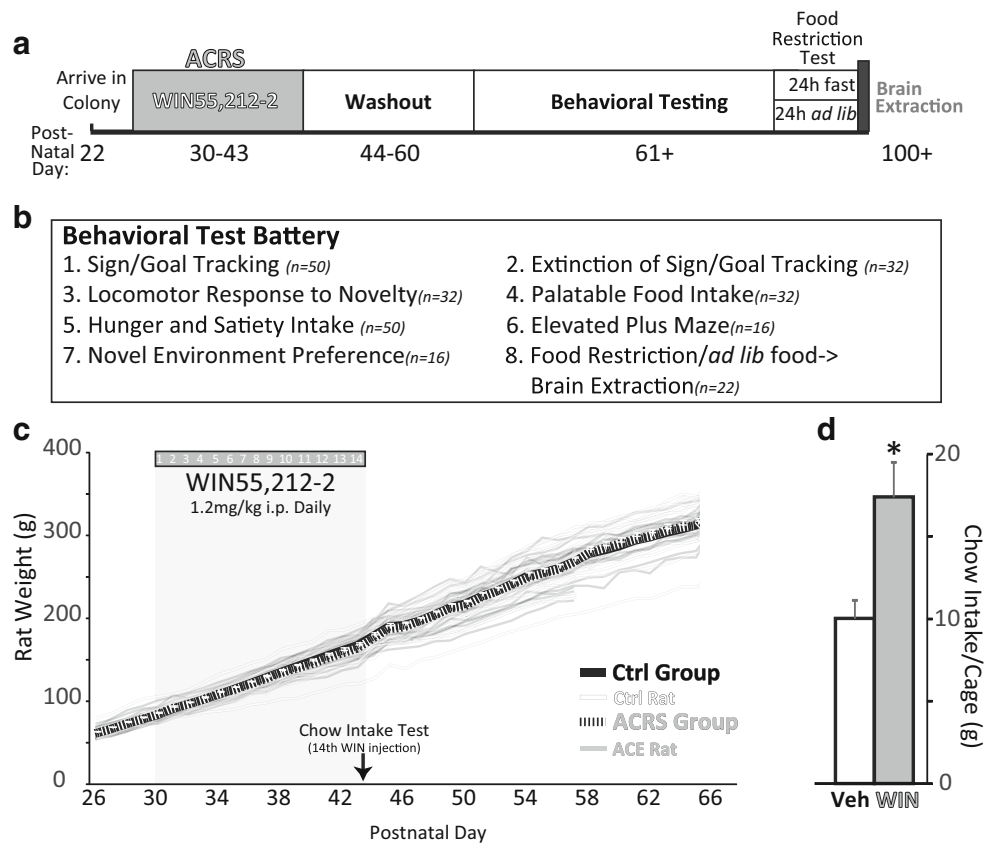 a
Food
Restriction
Test
ACRS
Arrive in
Colony
WIN55,212-2
Washout
Behavioral Testing
24h fast
24h ad lib
Brain
Extraction
Post-
Natal
Day:
22
30-43
44-60
61+
100+
b
Behavioral Test Battery
1. Sign/Goal Tracking (n=50)
2. Extinction of Sign/Goal Tracking (n=32)
3. Locomotor Response to Novelty(n=32)
4. Palatable Food Intake(n=32)
5. Hunger and Satiety Intake (n=50)
6. Elevated Plus Maze(n=16)
7. Novel Environment Preference(n=16)
8. Food Restriction/ad lib food->
Brain Extraction(n=22)
c
400
300
200
100
0
Rat Weight (g)
1 2 3 4 5 6 7 8 9 10 11 12 13 14
WIN55,212-2
1.2mg/kg i.p. Daily
Ctrl Group
Ctrl Rat
ACRS Group
ACE Rat
Chow Intake Test
(14th WIN injection)
26 30 34 38 42 46 50 54 58 62 66
Postnatal Day
d
*
20
10
0
Chow Intake/Cage (g)
Veh WIN